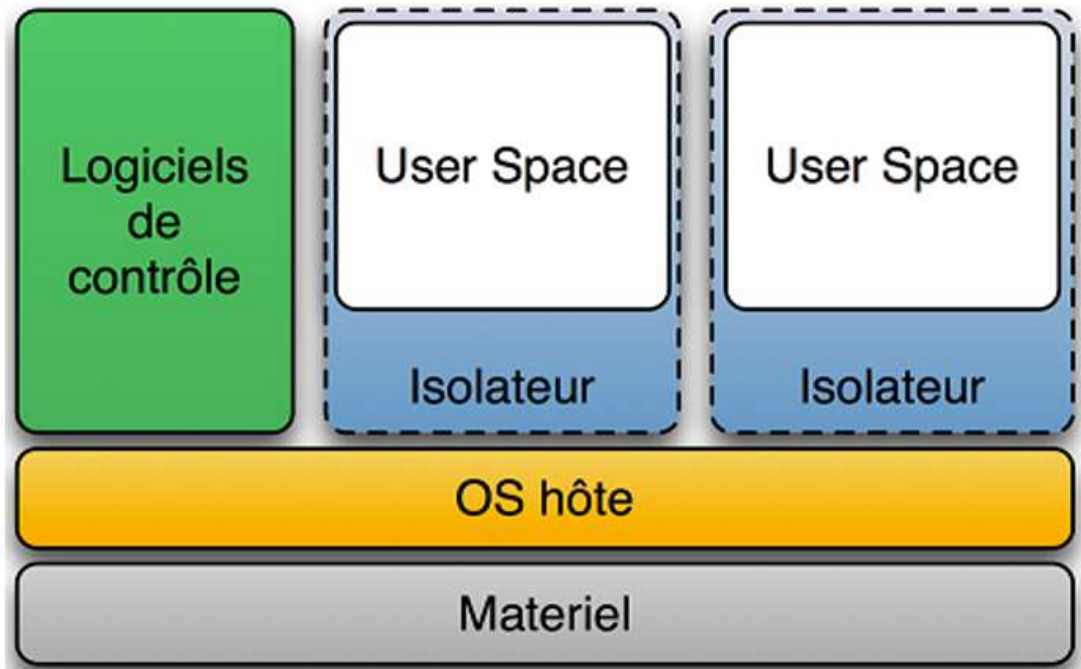 Logiciels
de
contrôle
User Space
User Space
Isolateur
Isolateur
OS hôte
Materiel